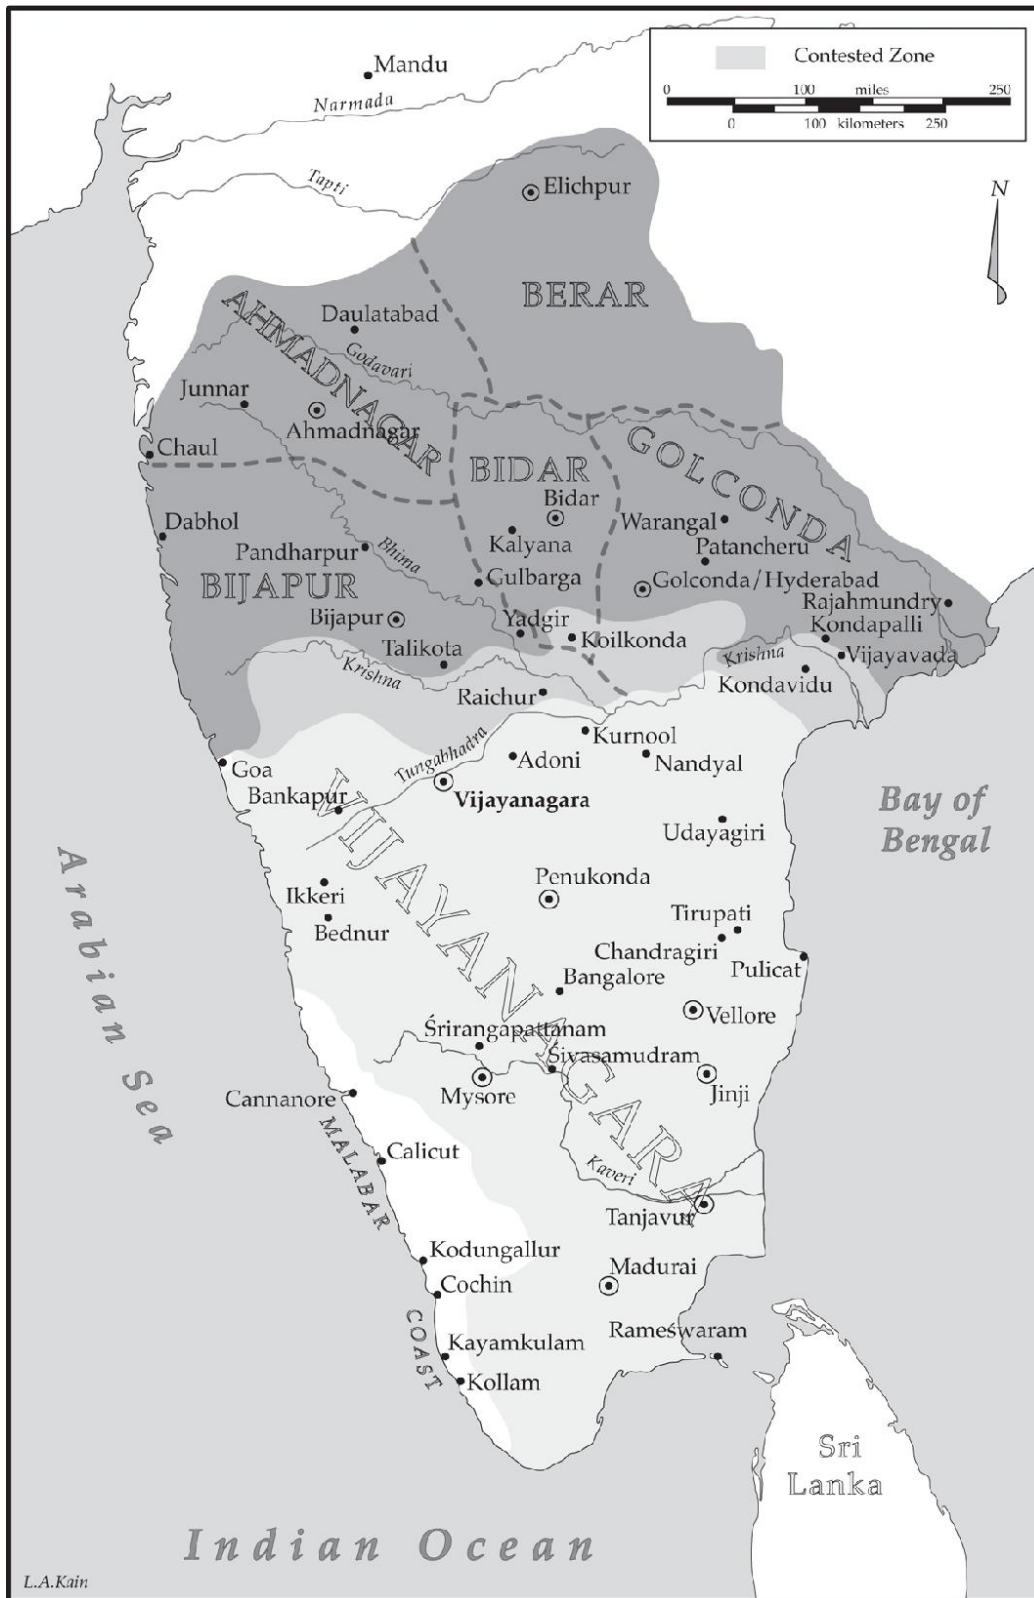 Mandu
Contested Zone
0 100 miles 250
0 100 kilometers 250
Narmada
Tapti
Elichpur
N
BERAR
AHMADNAGAR
Daulatabad
Godavari
Junnar
Ahmadnagar
Chaul
BIDAR
GOLCONDA
Bidar
Dabhol
Warangal
Kalyana
Pandharpur
Bhima
Patancheru
Gulbarga
Golconda/Hyderabad
BIJAPUR
Rajahmundry
Bijapur
Yadgir
Koilkonda
Kondapalli
Talikota
Krishna
Krishna
Vijayavada
Raichur
Kondavidu
Kurnool
Tungabhadra
Adoni
Nandyal
Goa
Bankapur
Vijayanagara
VIJAYANAGARA
Bay of
Bengal
Udayagiri
Arabian Sea
Penukonda
Ikkeri
Bednur
Tirupati
Chandragiri
Pulicat
Bangalore
Vellore
Śrirangapattanam
Śivasamudram
Mysore
Jinji
Cannanore
MALABAR
Calicut
Kaveri
Tanjavur
Kodungallur
Madurai
Cochin
COAST
Rameśwaram
Kayamkulam
Kollam
Sri
Lanka
Indian Ocean
L.A.Kain